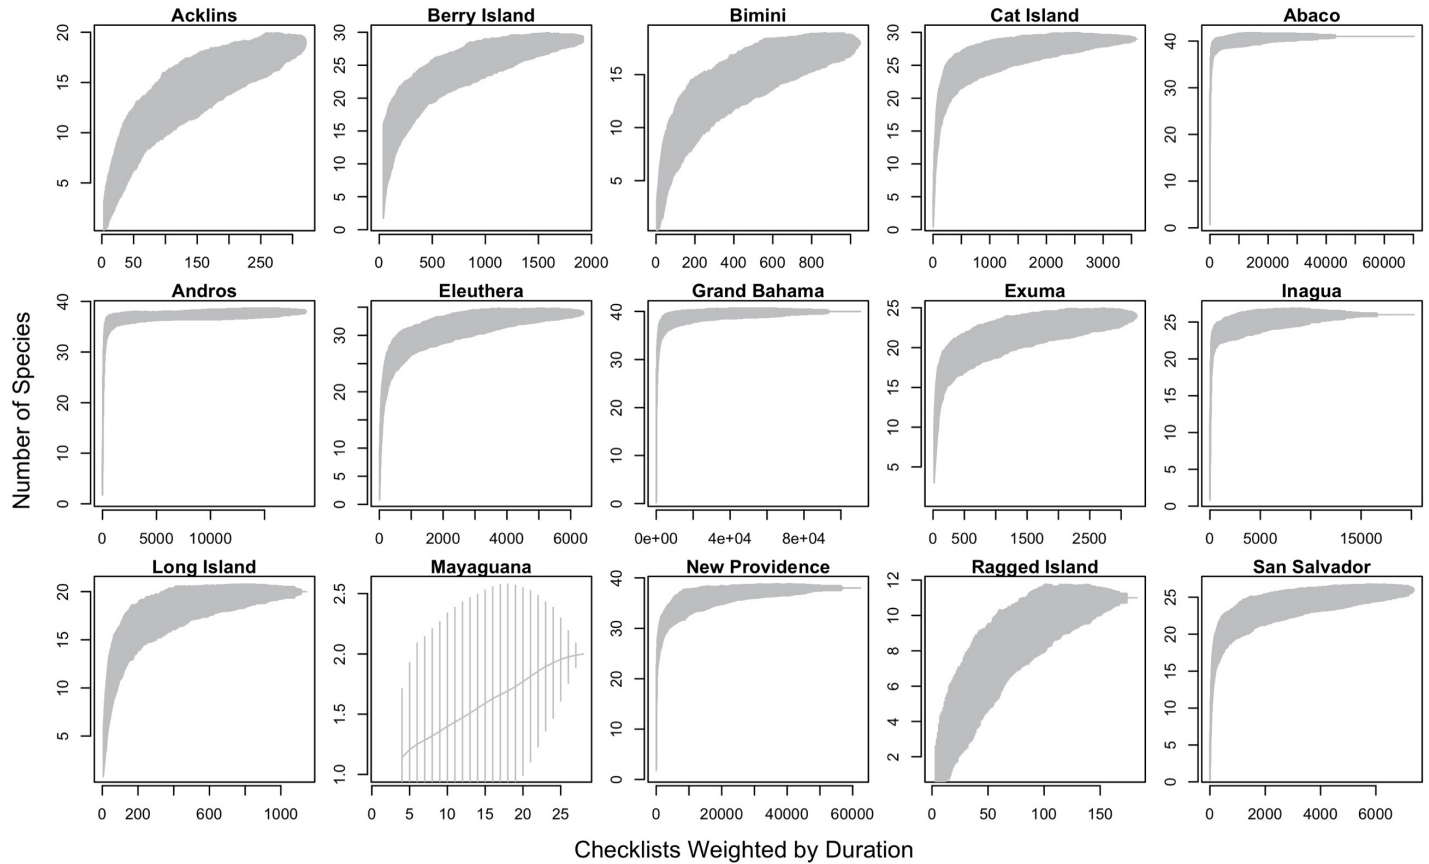 Acklins
Berry Island
Bimini
Cat Island
Abaco
20
15
10
5
0 50 150 250
30
25
20
15
10
5
0
0 500 1000 1500 2000
15
10
5
0 200 400 600 800
30
25
20
15
10
5
0
0 1000 2000 3000
40
30
20
10
0
0 20000 40000 60000
Number of Species
Andros
Eleuthera
Grand Bahama
Exuma
Inagua
40
30
20
10
0
0 5000 10000
30
20
10
5
0
0 2000 4000 6000
40
30
20
10
0
0e+00 4e+04 8e+04
25
20
15
10
5
0 500 1500 2500
25
20
15
10
5
0
0 5000 15000
Long Island
Mayaguana
New Providence
Ragged Island
San Salvador
20
15
10
5
0 200 600 1000
2.5
2.0
1.5
1.0
0 5 10 15 20 25
40
30
20
10
0
0 20000 40000 60000
12
10
8
6
4
2
0 50 100 150
25
20
15
10
5
0
0 2000 4000 6000
Checklists Weighted by Duration